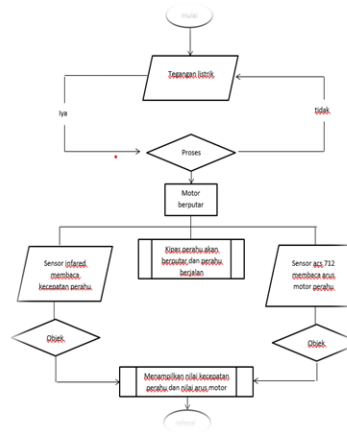 mulai
Tegangan listrik
Iya
tidak
Proses
Motor
berputar
Sensor infared
membaca
kecepatan perahu
Kipas perahu akan
berputar dan perahu
berjalan
Sensor acs 712
membaca arus
motor perahu
Objek
Objek
Menampilkan nilai kecepatan
perahu dan nilai arus motor